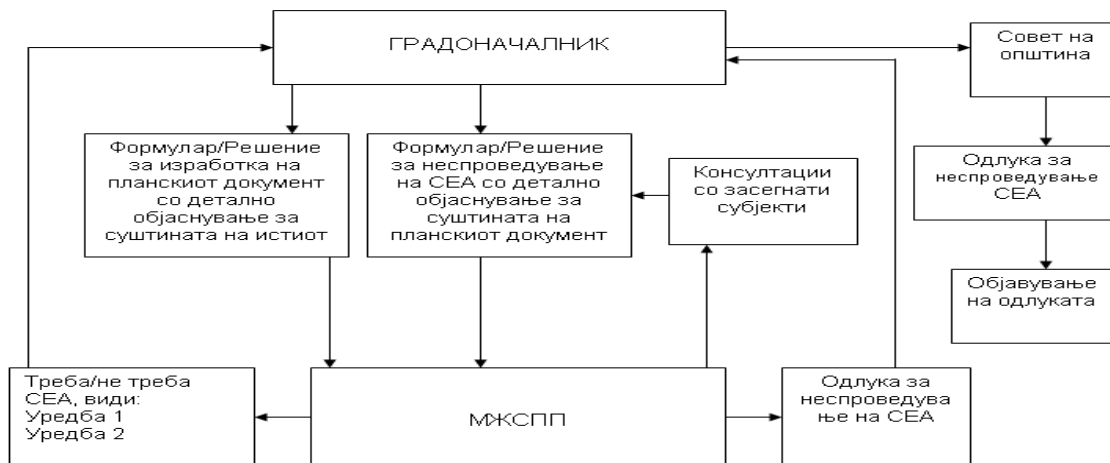 ГРАДОНАЧАЛНИК
Совет на
општина
Формулар/Решение
за изработка на
планскиот документ
со детално
објаснување за
суштината на истиот
Формулар/Решение
за неспроведување
на СЕА со детално
објаснување за
суштината на
плански­от документ
Консултации
со засегнати
субјекти
Одлука за
неспроведување
СЕА
Објавување
на одлуката
Треба/не треба
СЕА, види:
Уредба 1
Уредба 2
МЖСПП
Одлука за
неспроведува
ње на СЕА